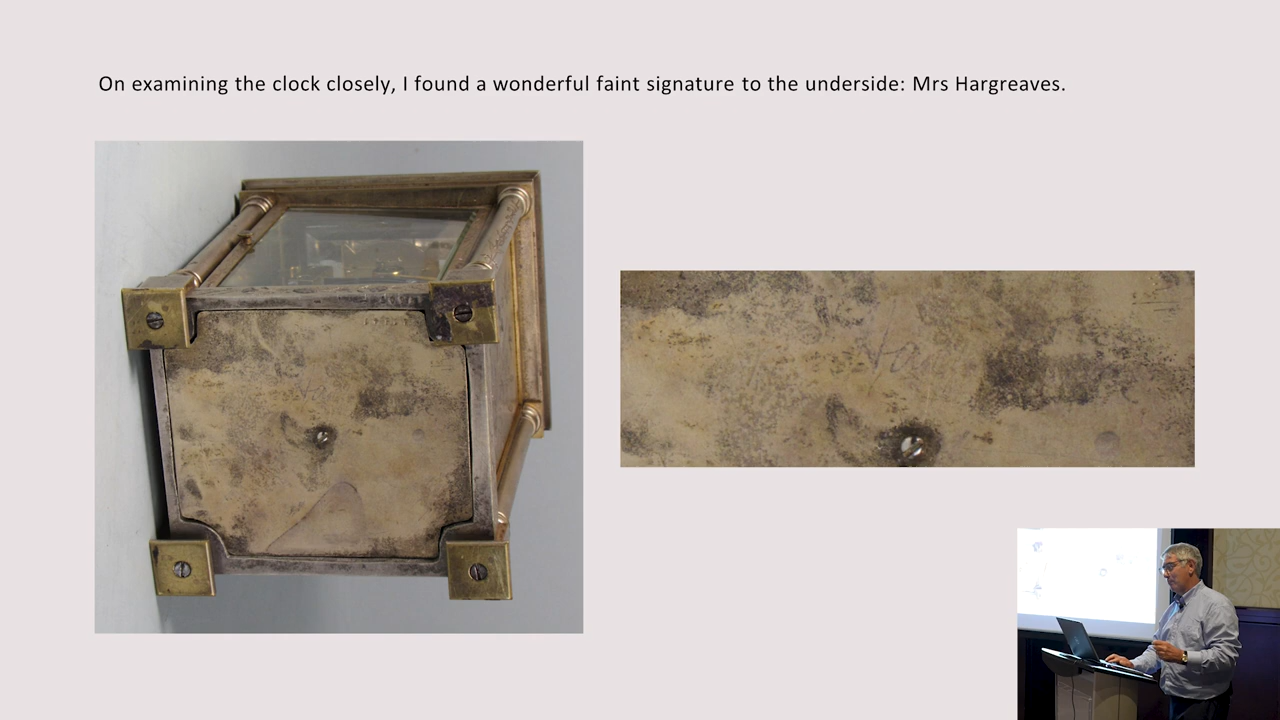 On examining the clock closely, I found a wonderful faint signature to the underside: Mrs Hargreaves.